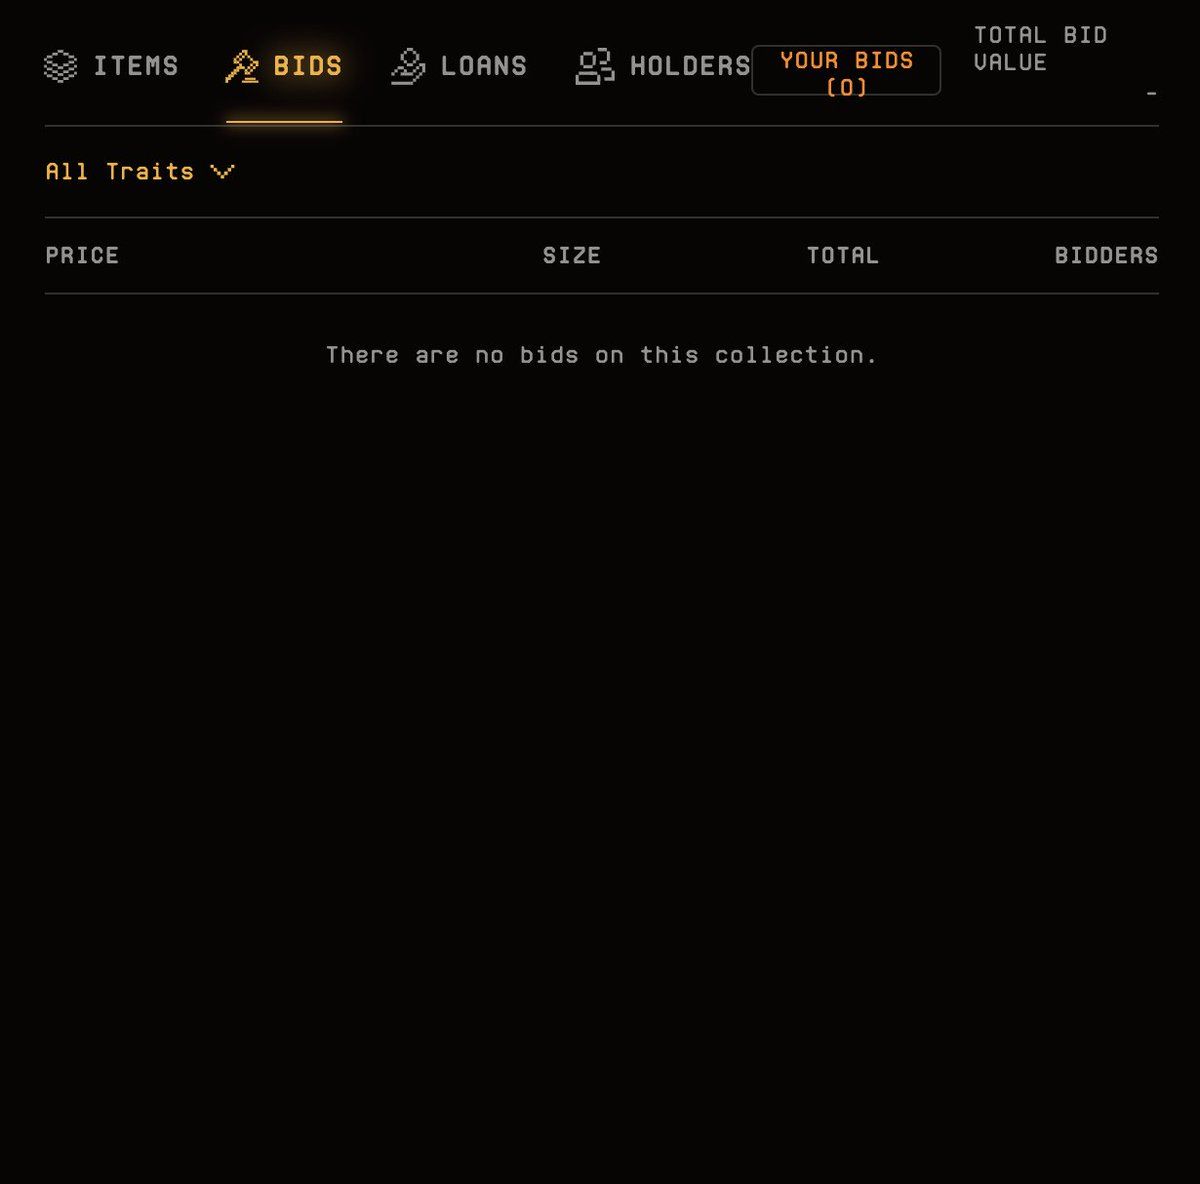 ITEMS BIDS LOANS HOLDERS
YOUR BIDS
(0)
TOTAL BID
VALUE
-
All Traits
PRICE SIZE TOTAL BIDDERS
There are no bids on this collection.